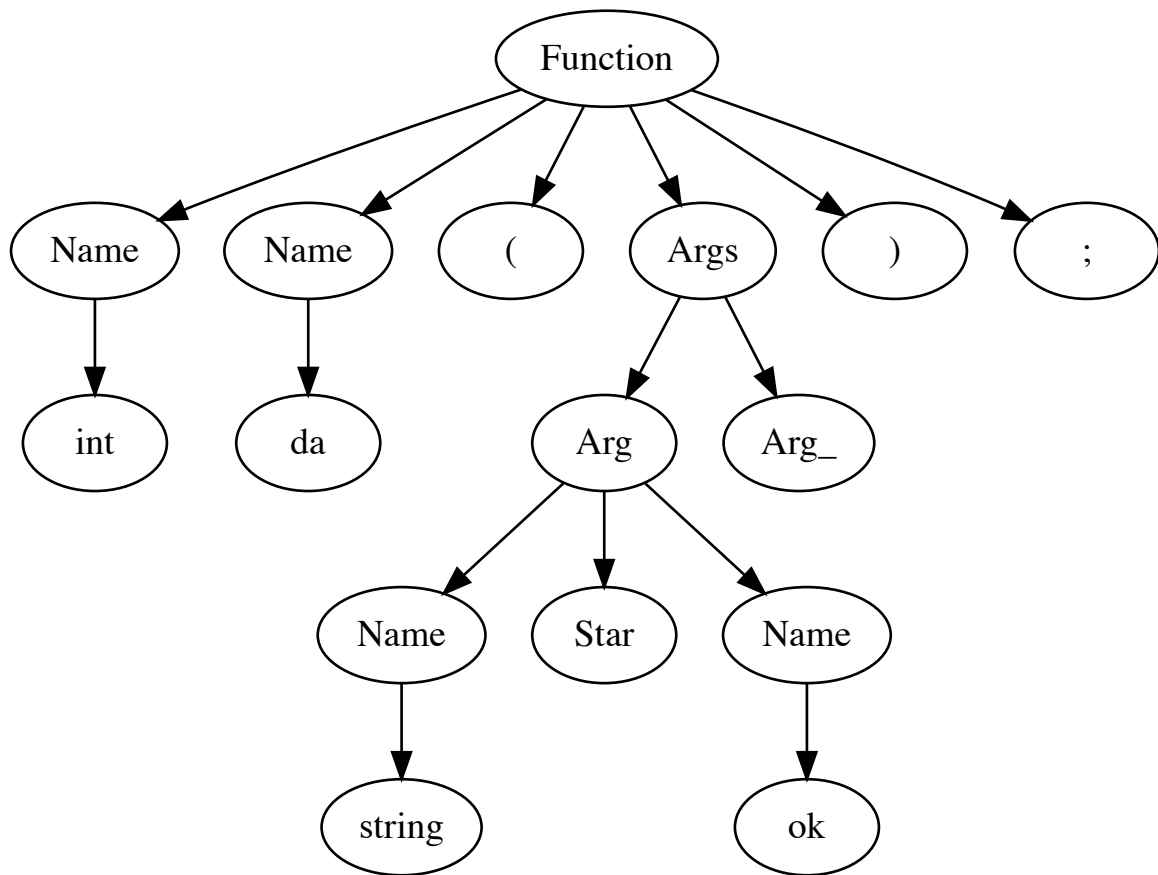 Function
Name Name ( Args ) ;
int da Arg Arg_
Name Star Name
string ok